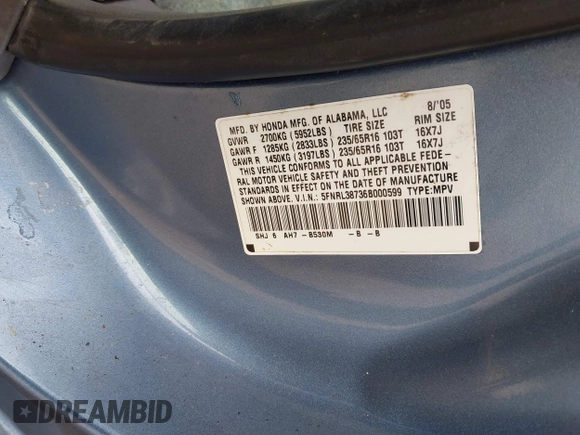 MFD. BY HONDA MFG. OF ALABAMA, LLC 8/'05
GVWR 2700KG (5952LBS) TIRE SIZE RIM SIZE
GAWR F 1285KG (2833LBS) 235/65R16 103T 16X7J
GAWR R 1450KG (3197LBS) 235/65R16 103T 16X7J
THIS VEHICLE CONFORMS TO ALL APPLICABLE FEDE-
RAL MOTOR VEHICLE SAFETY AND THEFT PREVENTION
STANDARDS IN EFFECT ON THE DATE OF MANUFACTURE
SHOWN ABOVE. V.I.N.: 5FNRL38736B000599 TYPE:MPV
SHJ 6 AH7 - B530M - B - B
DREAMBID